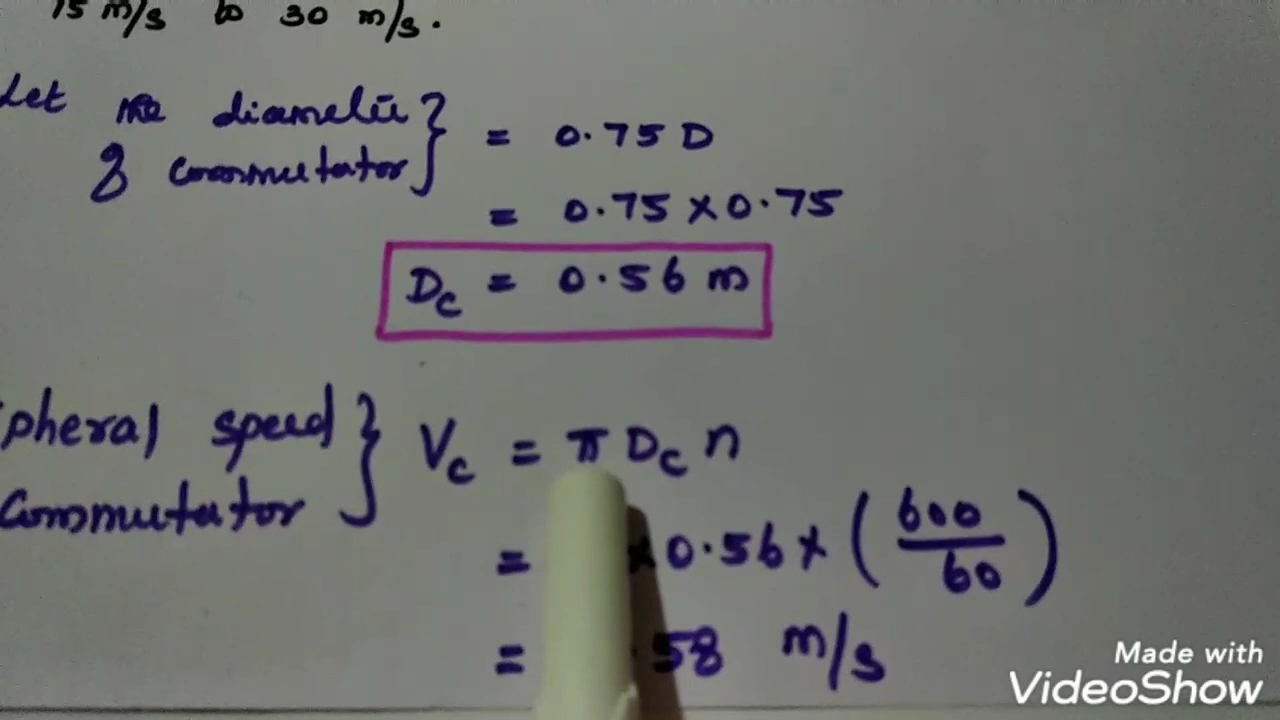 15 m/s to 30 m/s.
Let the diameter = 0.75 D
of commutator
= 0.75 × 0.75
Dc = 0.56 m
pheral speed Vc = π Dc n
Commutator
= × 0.56 × (600/60)
= .58 m/s
Made with
VideoShow